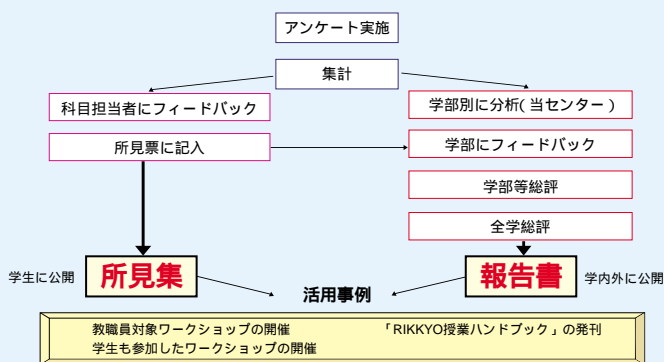 アンケート実施
集計
科目担当者にフィードバック
学部別に分析(当センター)
所見票に記入
学部にフィードバック
学部等総評
全学総評
学生に公開
所見集
報告書
学内外に公開
活用事例
教職員対象ワークショップの開催 「RIKKYO授業ハンドブック」の発刊
学生も参加したワークショップの開催